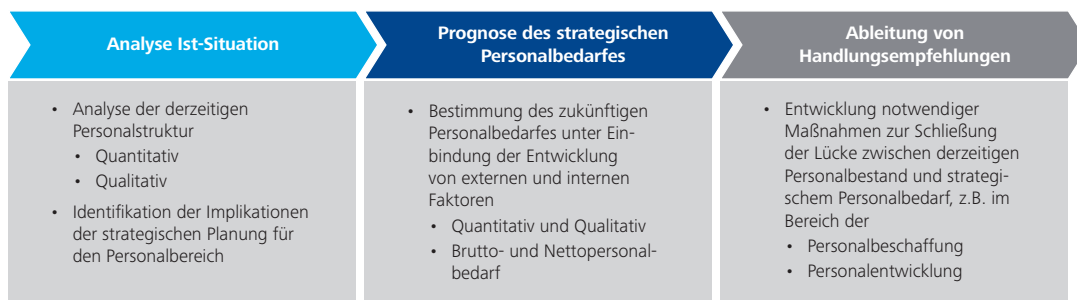 Analyse Ist-Situation
• Analyse der derzeitigen
Personalstruktur
• Quantitativ
• Qualitativ
• Identifikation der Implikationen
der strategischen Planung für
den Personalbereich
Prognose des strategischen
Personalbedarfes
• Bestimmung des zukünftigen
Personalbedarfes unter Ein-
bindung der Entwicklung
von externen und internen
Faktoren
• Quantitativ und Qualitativ
• Brutto- und Nettopersonal-
bedarf
Ableitung von
Handlungsempfehlungen
• Entwicklung notwendiger
Maßnahmen zur Schließung
der Lücke zwischen derzeitigen
Personalbestand und strategi-
schem Personalbedarf, z.B. im
Bereich der
• Personalbeschaffung
• Personalentwicklung